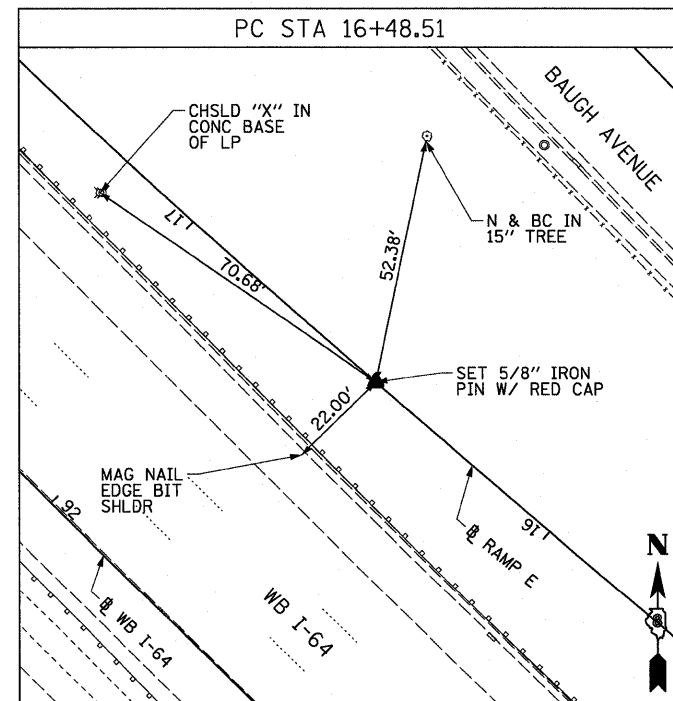 PC STA 16+48.51
CHSLD "X" IN
CONC BASE
OF LP
BAUGH AVENUE
N & BC IN
15" TREE
17
70.68'
52.38'
SET 5/8" IRON
PIN W/ RED CAP
22.00'
MAG NAIL
EDGE BIT
SHLDR
92
16
RAMP E
N
WB I-64
WB I-64